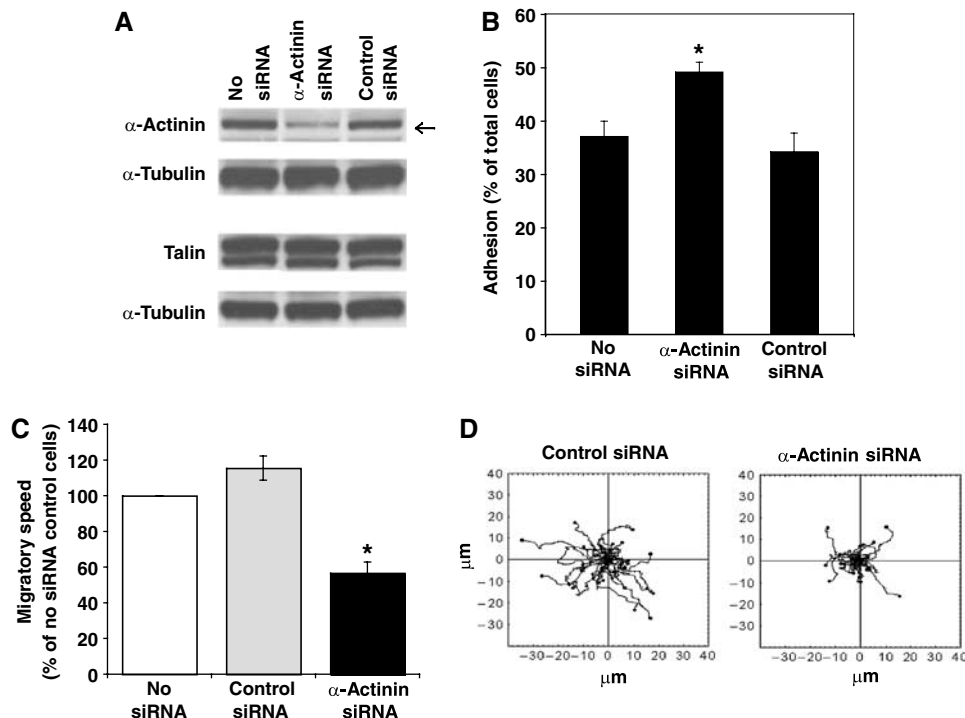 A
No siRNA
α-Actinin siRNA
Control siRNA
α-Actinin
α-Tubulin
Talin
α-Tubulin
B
Adhesion (% of total cells)
60
50
40
30
20
10
0
*
No siRNA
α-Actinin siRNA
Control siRNA
C
Migratory speed
(% of no siRNA control cells)
140
120
100
80
60
40
20
0
*
No siRNA
Control siRNA
α-Actinin siRNA
D
Control siRNA
μm
40
30
20
10
0
−10
−20
−30
−30 −20 −10 0 10 20 30 40
μm
α-Actinin siRNA
40
30
20
10
0
−10
−20
−30
−30 −20 −10 0 10 20 30 40
μm